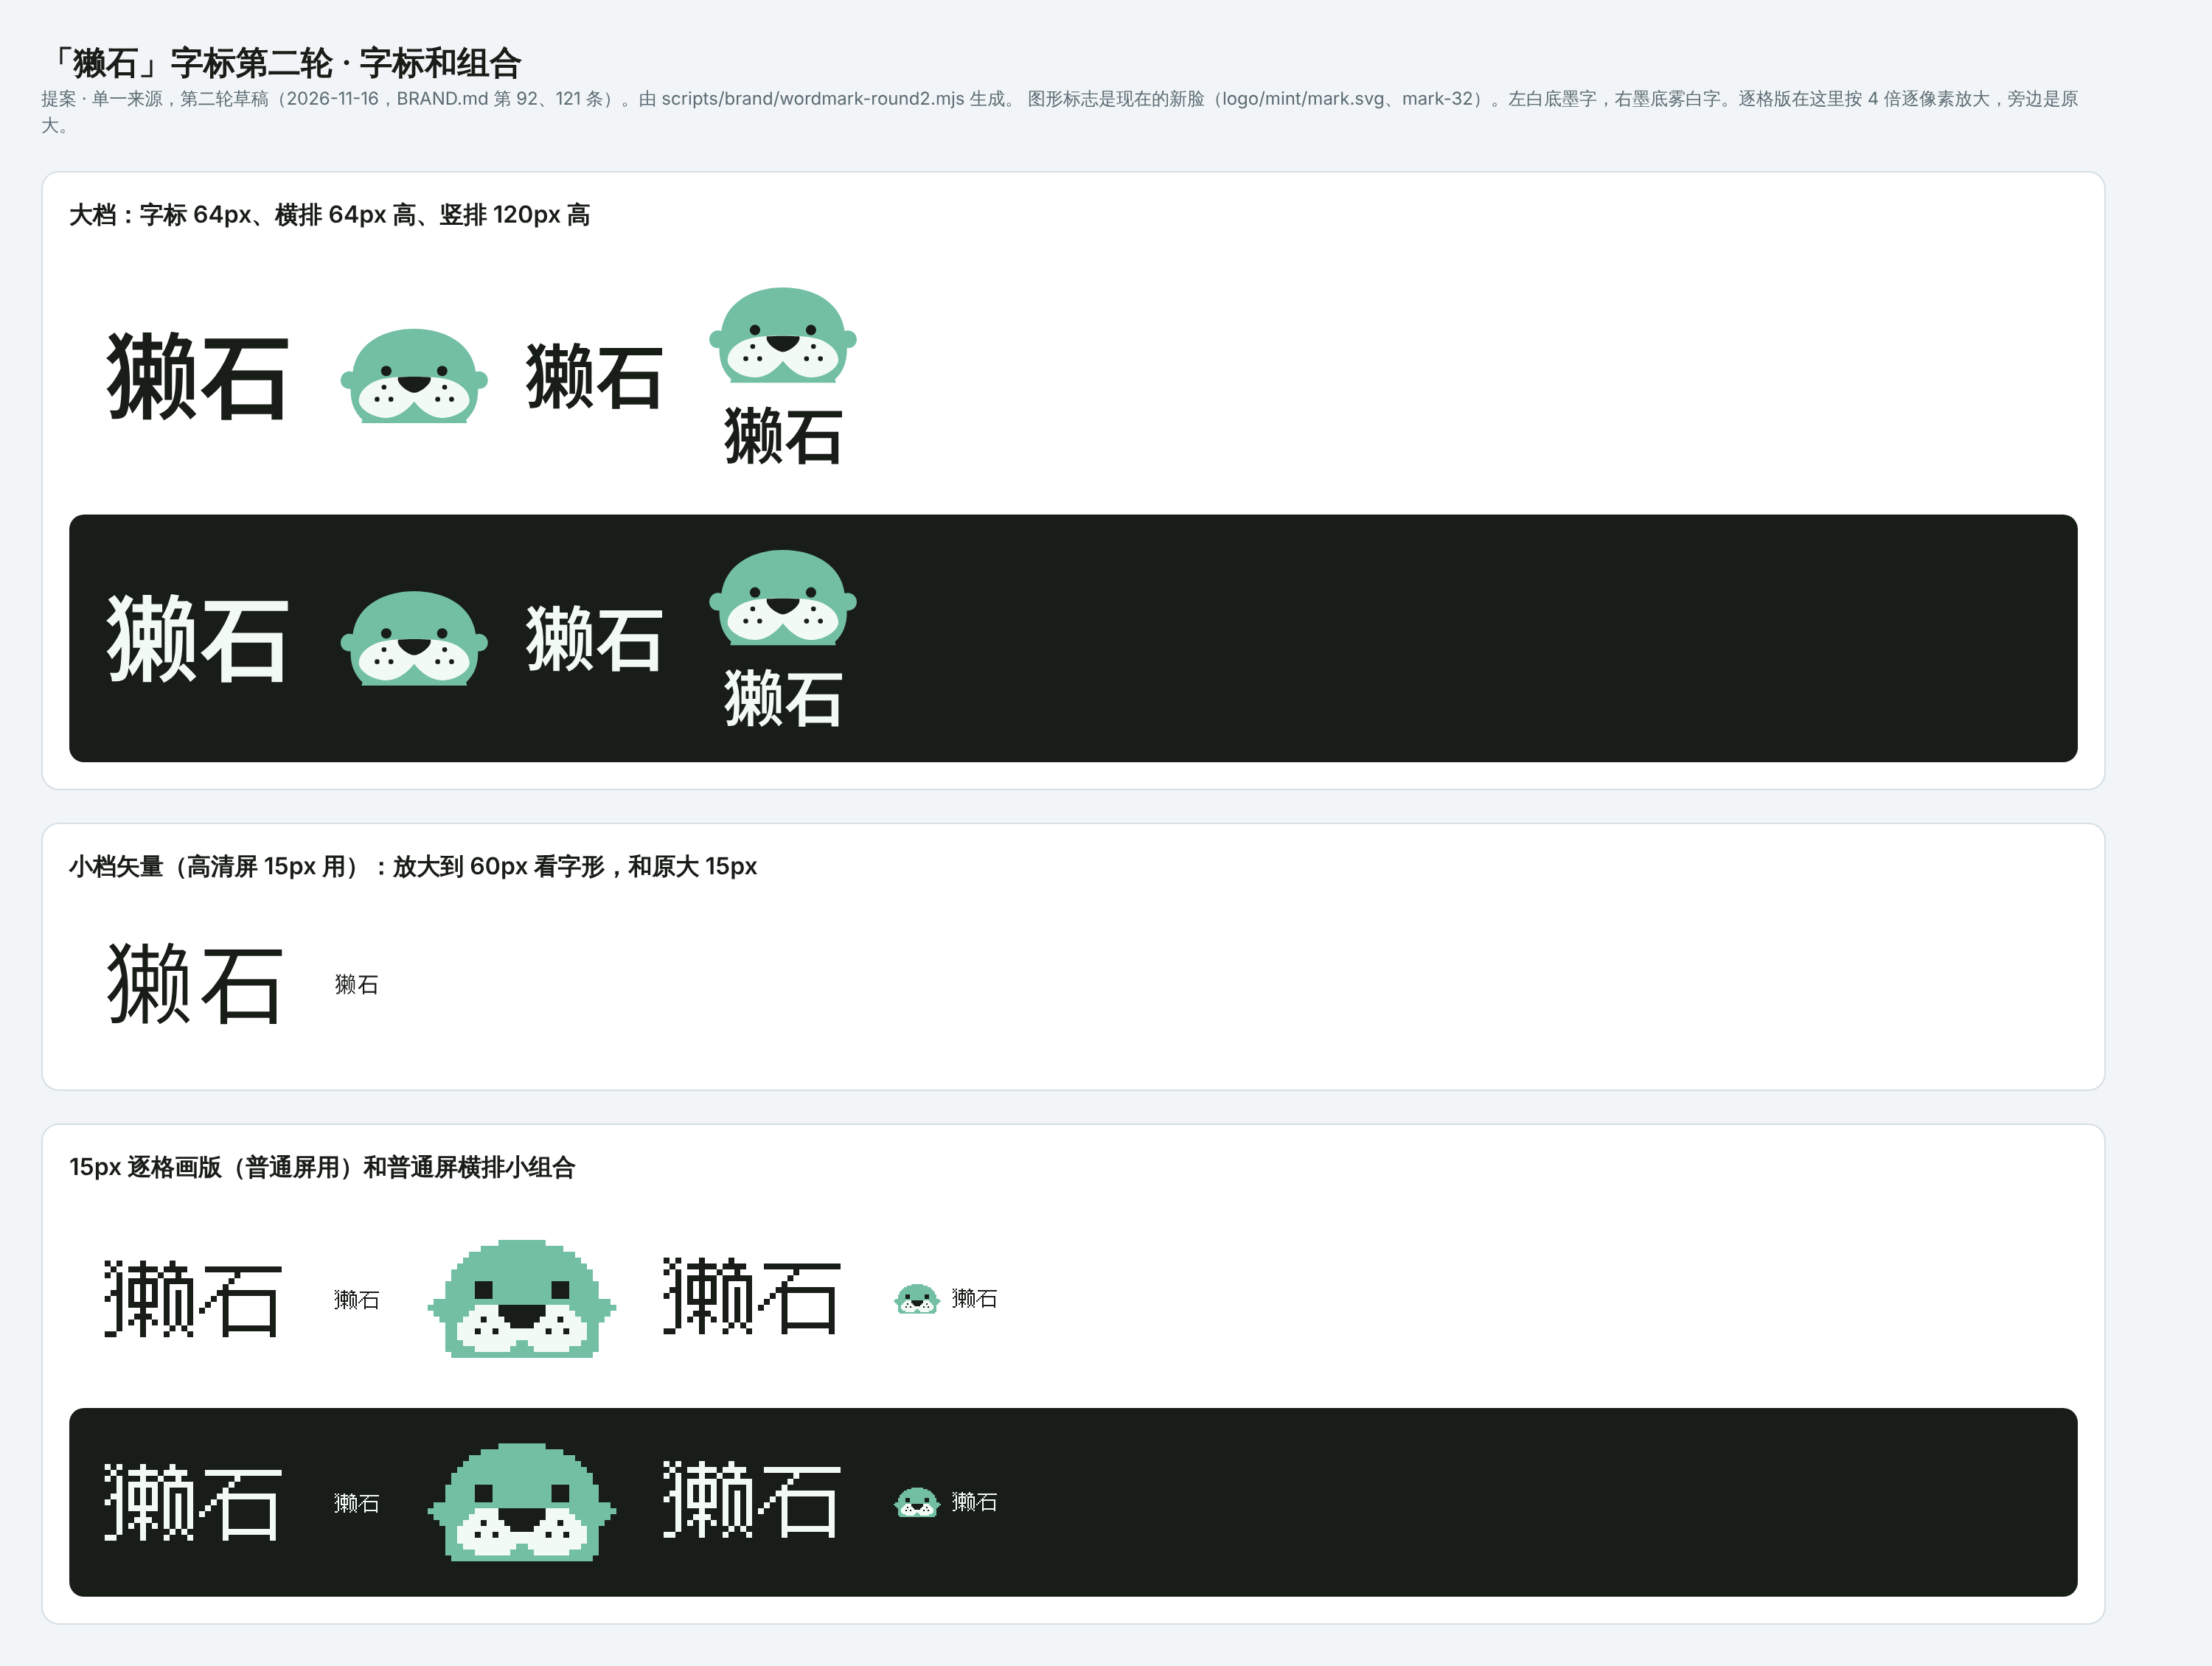 「獭石」字标第二轮 · 字标和组合
提案 · 单一来源，第二轮草稿（2026-11-16，BRAND.md 第 92、121 条）。由 scripts/brand/wordmark-round2.mjs 生成。 图形标志是现在的新脸（logo/mint/mark.svg、mark-32）。左白底墨字，右墨底雾白字。逐格版在这里按 4 倍逐像素放大，旁边是原
大。
大档：字标 64px、横排 64px 高、竖排 120px 高
獭石 獭石
獭石
獭石 獭石
獭石
小档矢量（高清屏 15px 用）：放大到 60px 看字形，和原大 15px
獭石 獭石
15px 逐格画版（普通屏用）和普通屏横排小组合
獭石 獭石 獭石 獭石
獭石 獭石 獭石 獭石